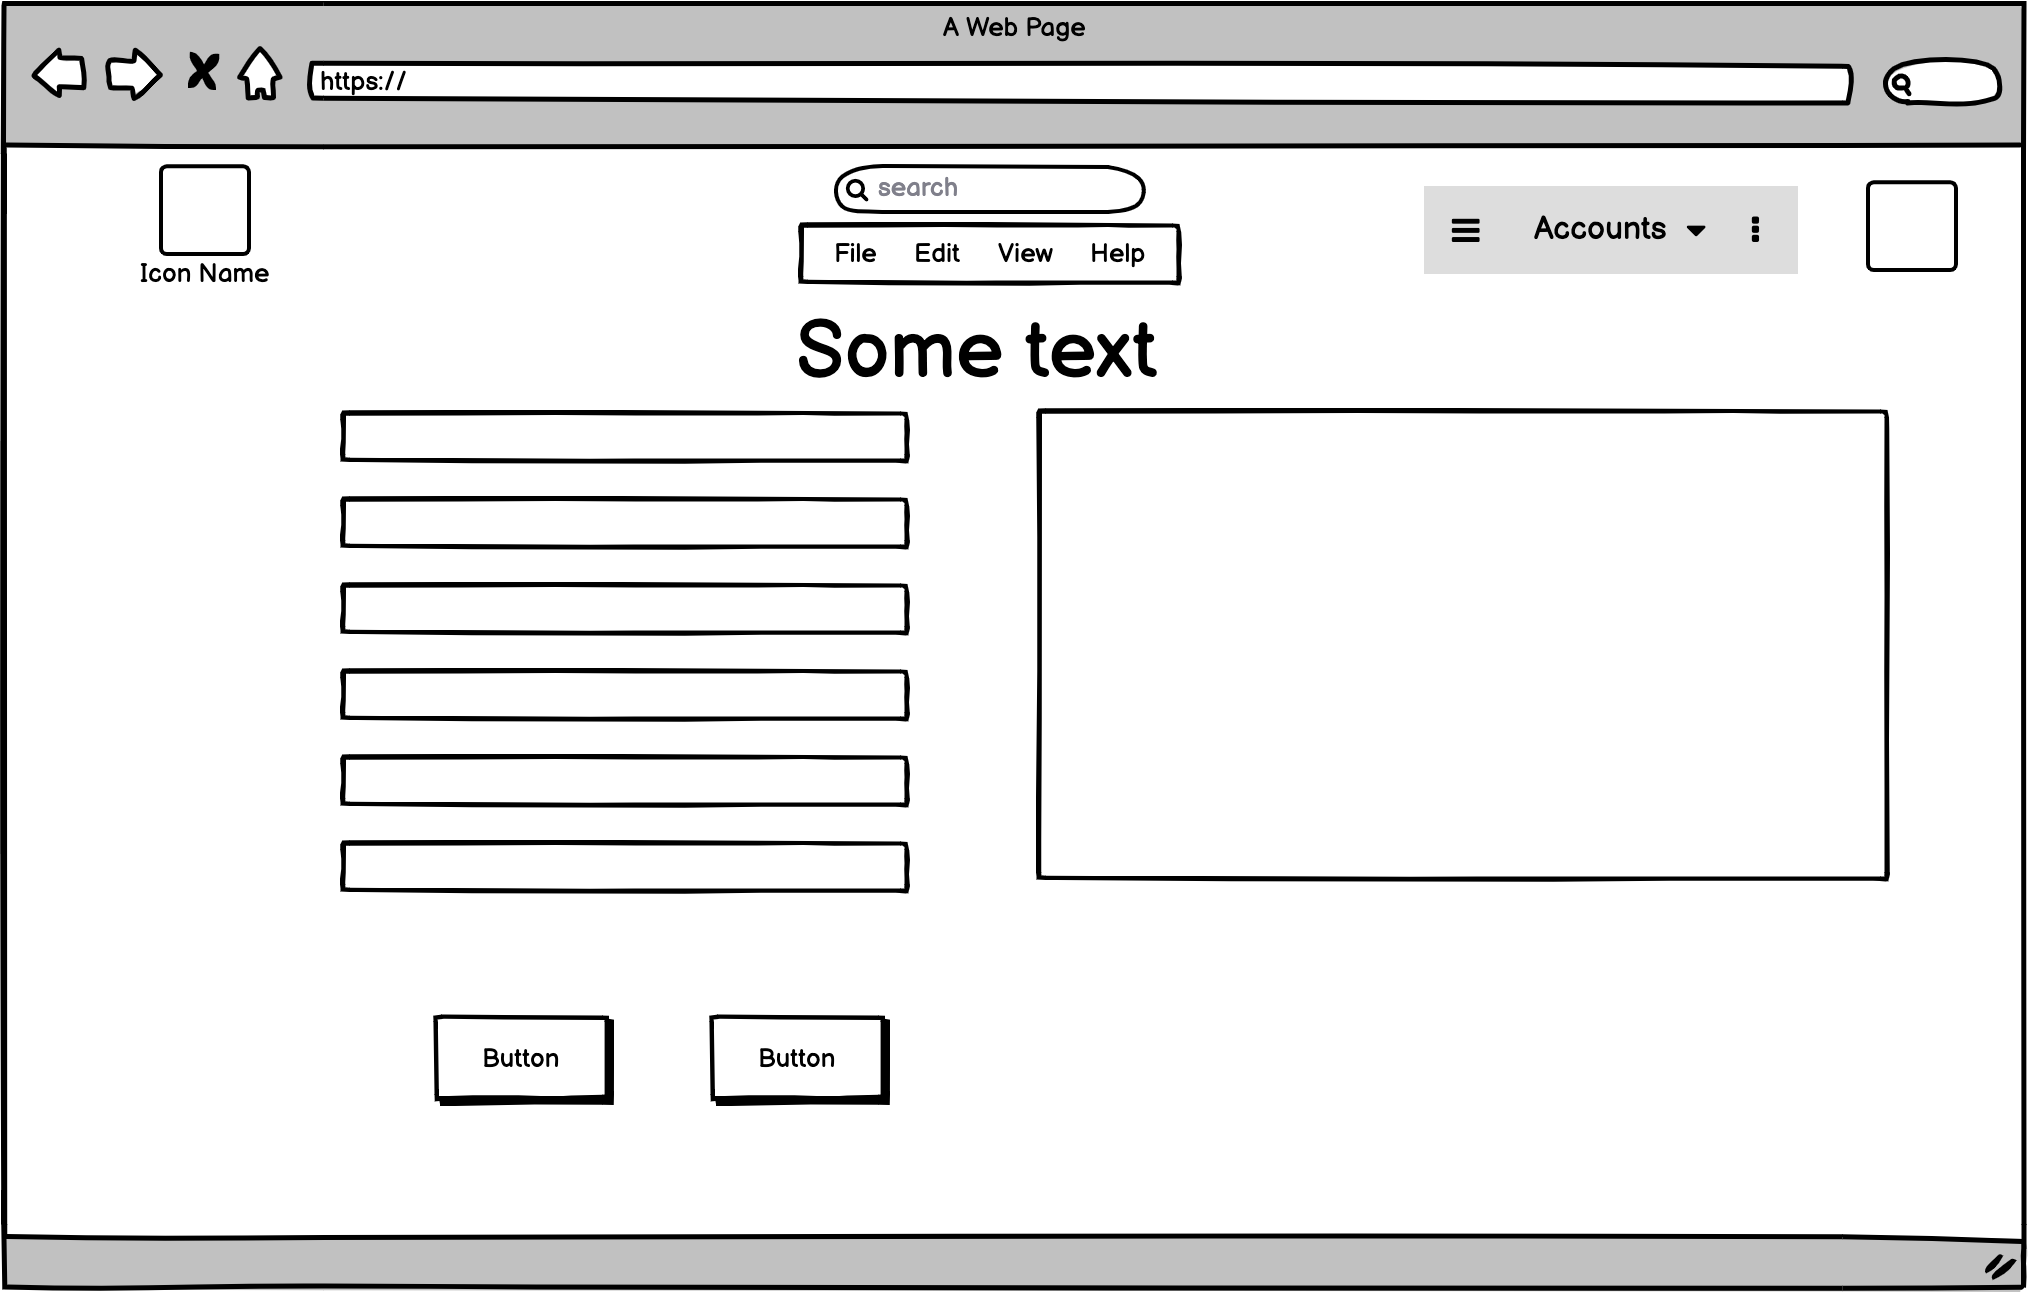 A Web Page
https://
search
Icon Name
File Edit View Help
Accounts
Some text
Button
Button